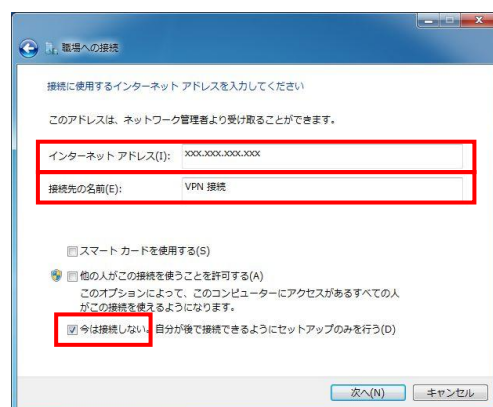 職場への接続
接続に使用するインターネット アドレスを入力してください
このアドレスは、ネットワーク管理者より受け取ることができます。
インターネット アドレス(I): xxx.xxx.xxx.xxx
接続先の名前(E): VPN 接続
スマート カードを使用する(S)
他の人がこの接続を使うことを許可する(A)
このオプションによって、このコンピューターにアクセスがあるすべての人
がこの接続を使えるようになります。
今は接続しない。自分が後で接続できるようにセットアップのみを行う(D)
次へ(N) キャンセル